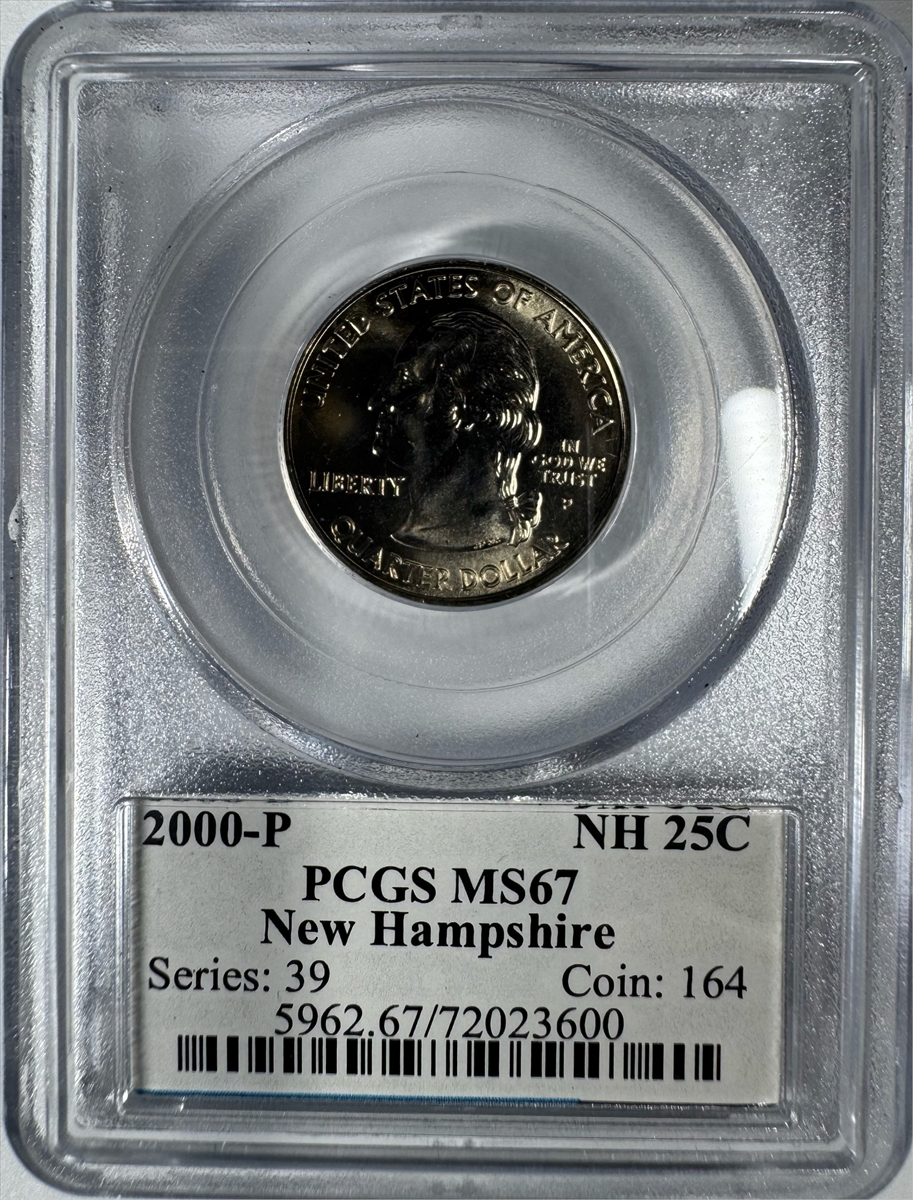 UNITED STATES OF AMERICA
LIBERTY
IN
GOD WE
TRUST
P
QUARTER DOLLAR
2000-P NH 25C
PCGS MS67
New Hampshire
Series: 39 Coin: 164
5962.67/72023600